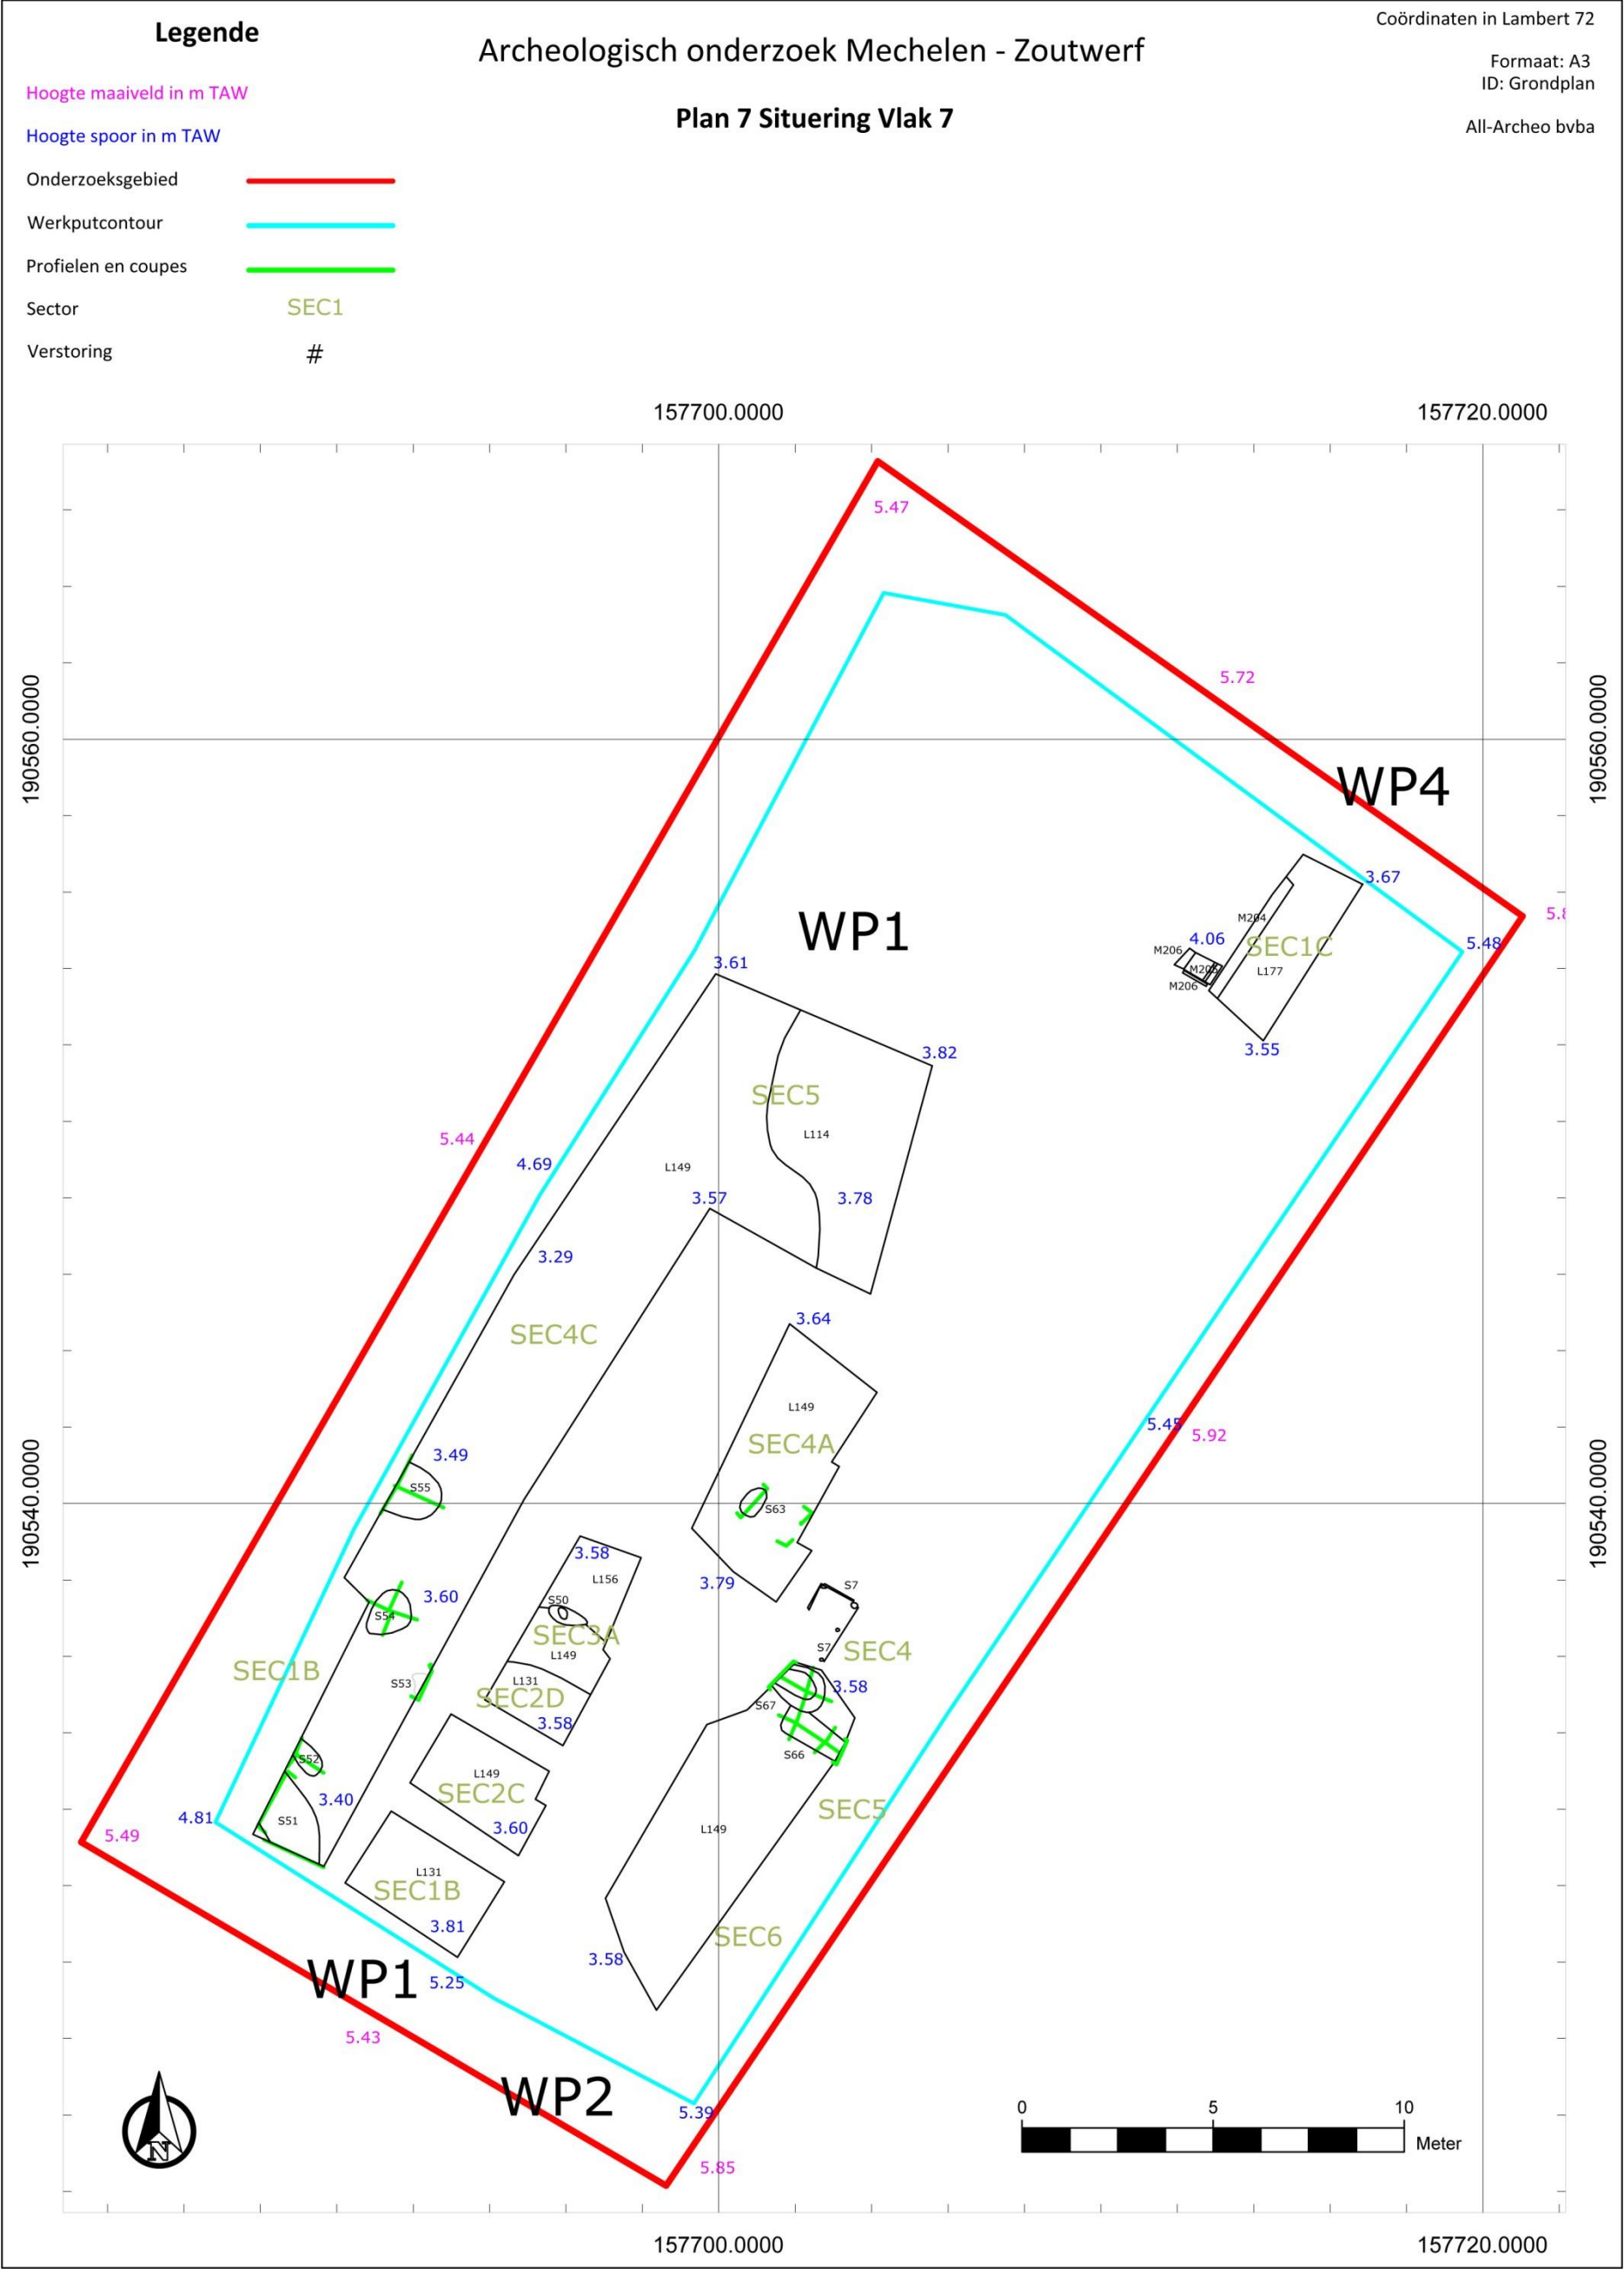 Legende
Archeologisch onderzoek Mechelen - Zoutwerf
Plan 7 Situering Vlak 7
Coördinaten in Lambert 72
Formaat: A3
ID: Grondplan
All-Archeo bvba
Hoogte maaiveld in m TAW
Hoogte spoor in m TAW
Onderzoeksgebied
Werkputcontour
Profielen en coupes
Sector SEC1
Verstoring #
157700.0000 157720.0000
5.47
5.72
190560.0000 190560.0000
WP4
3.67
WP1
M204
4.06
SEC1C
5.48
M206
L177
M206
3.61
3.55
3.82
SEC5
L114
5.44
4.69
L149
3.57
3.78
3.29
3.64
SEC4C
L149
5.45
5.92
SEC4A
3.49
S55
190540.0000 190540.0000
S63
3.58
L156
3.79
S7
3.60
S54
S50
SEC3A
S7
SEC4
L149
SEC1B
S53
L131
SEC2D
3.58
S67
3.58
S66
S52
L149
SEC2C
3.40
SEC5
S51
4.81
3.60
L149
5.49
L131
SEC1B
3.81
SEC6
3.58
WP1
5.25
5.43
WP2
5.39
5.85
N
0 5 10
Meter
157700.0000 157720.0000